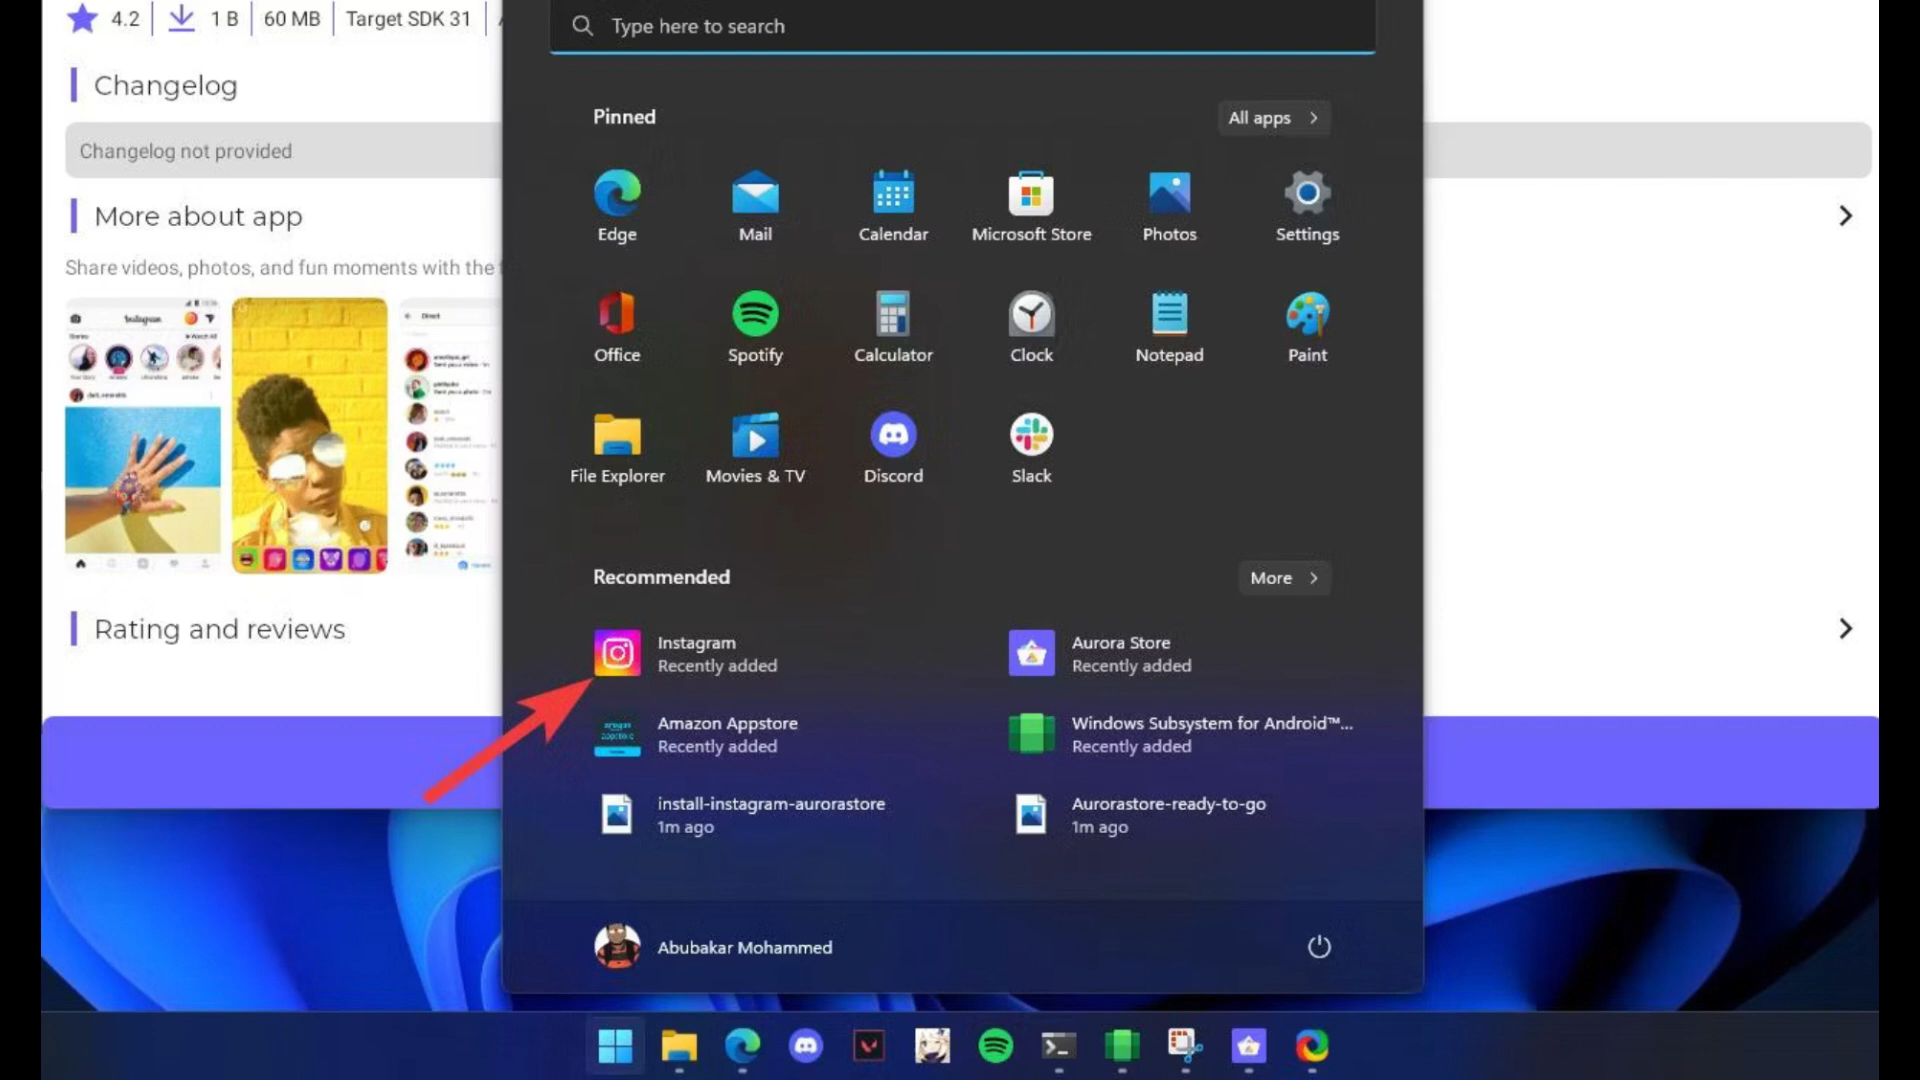 4.2
1 B
60 MB
Target SDK 31
Changelog
Changelog not provided
More about app
Share videos, photos, and fun moments with the
Instagram
Direct
Rating and reviews
Type here to search
Pinned
All apps
Edge
Mail
Calendar
Microsoft Store
Photos
Settings
Office
Spotify
Calculator
Clock
Notepad
Paint
File Explorer
Movies & TV
Discord
Slack
Recommended
More
Instagram
Recently added
Aurora Store
Recently added
amazon
appstore
Amazon Appstore
Recently added
Windows Subsystem for Android™...
Recently added
install-instagram-aurorastore
1m ago
Aurorastore-ready-to-go
1m ago
Abubakar Mohammed